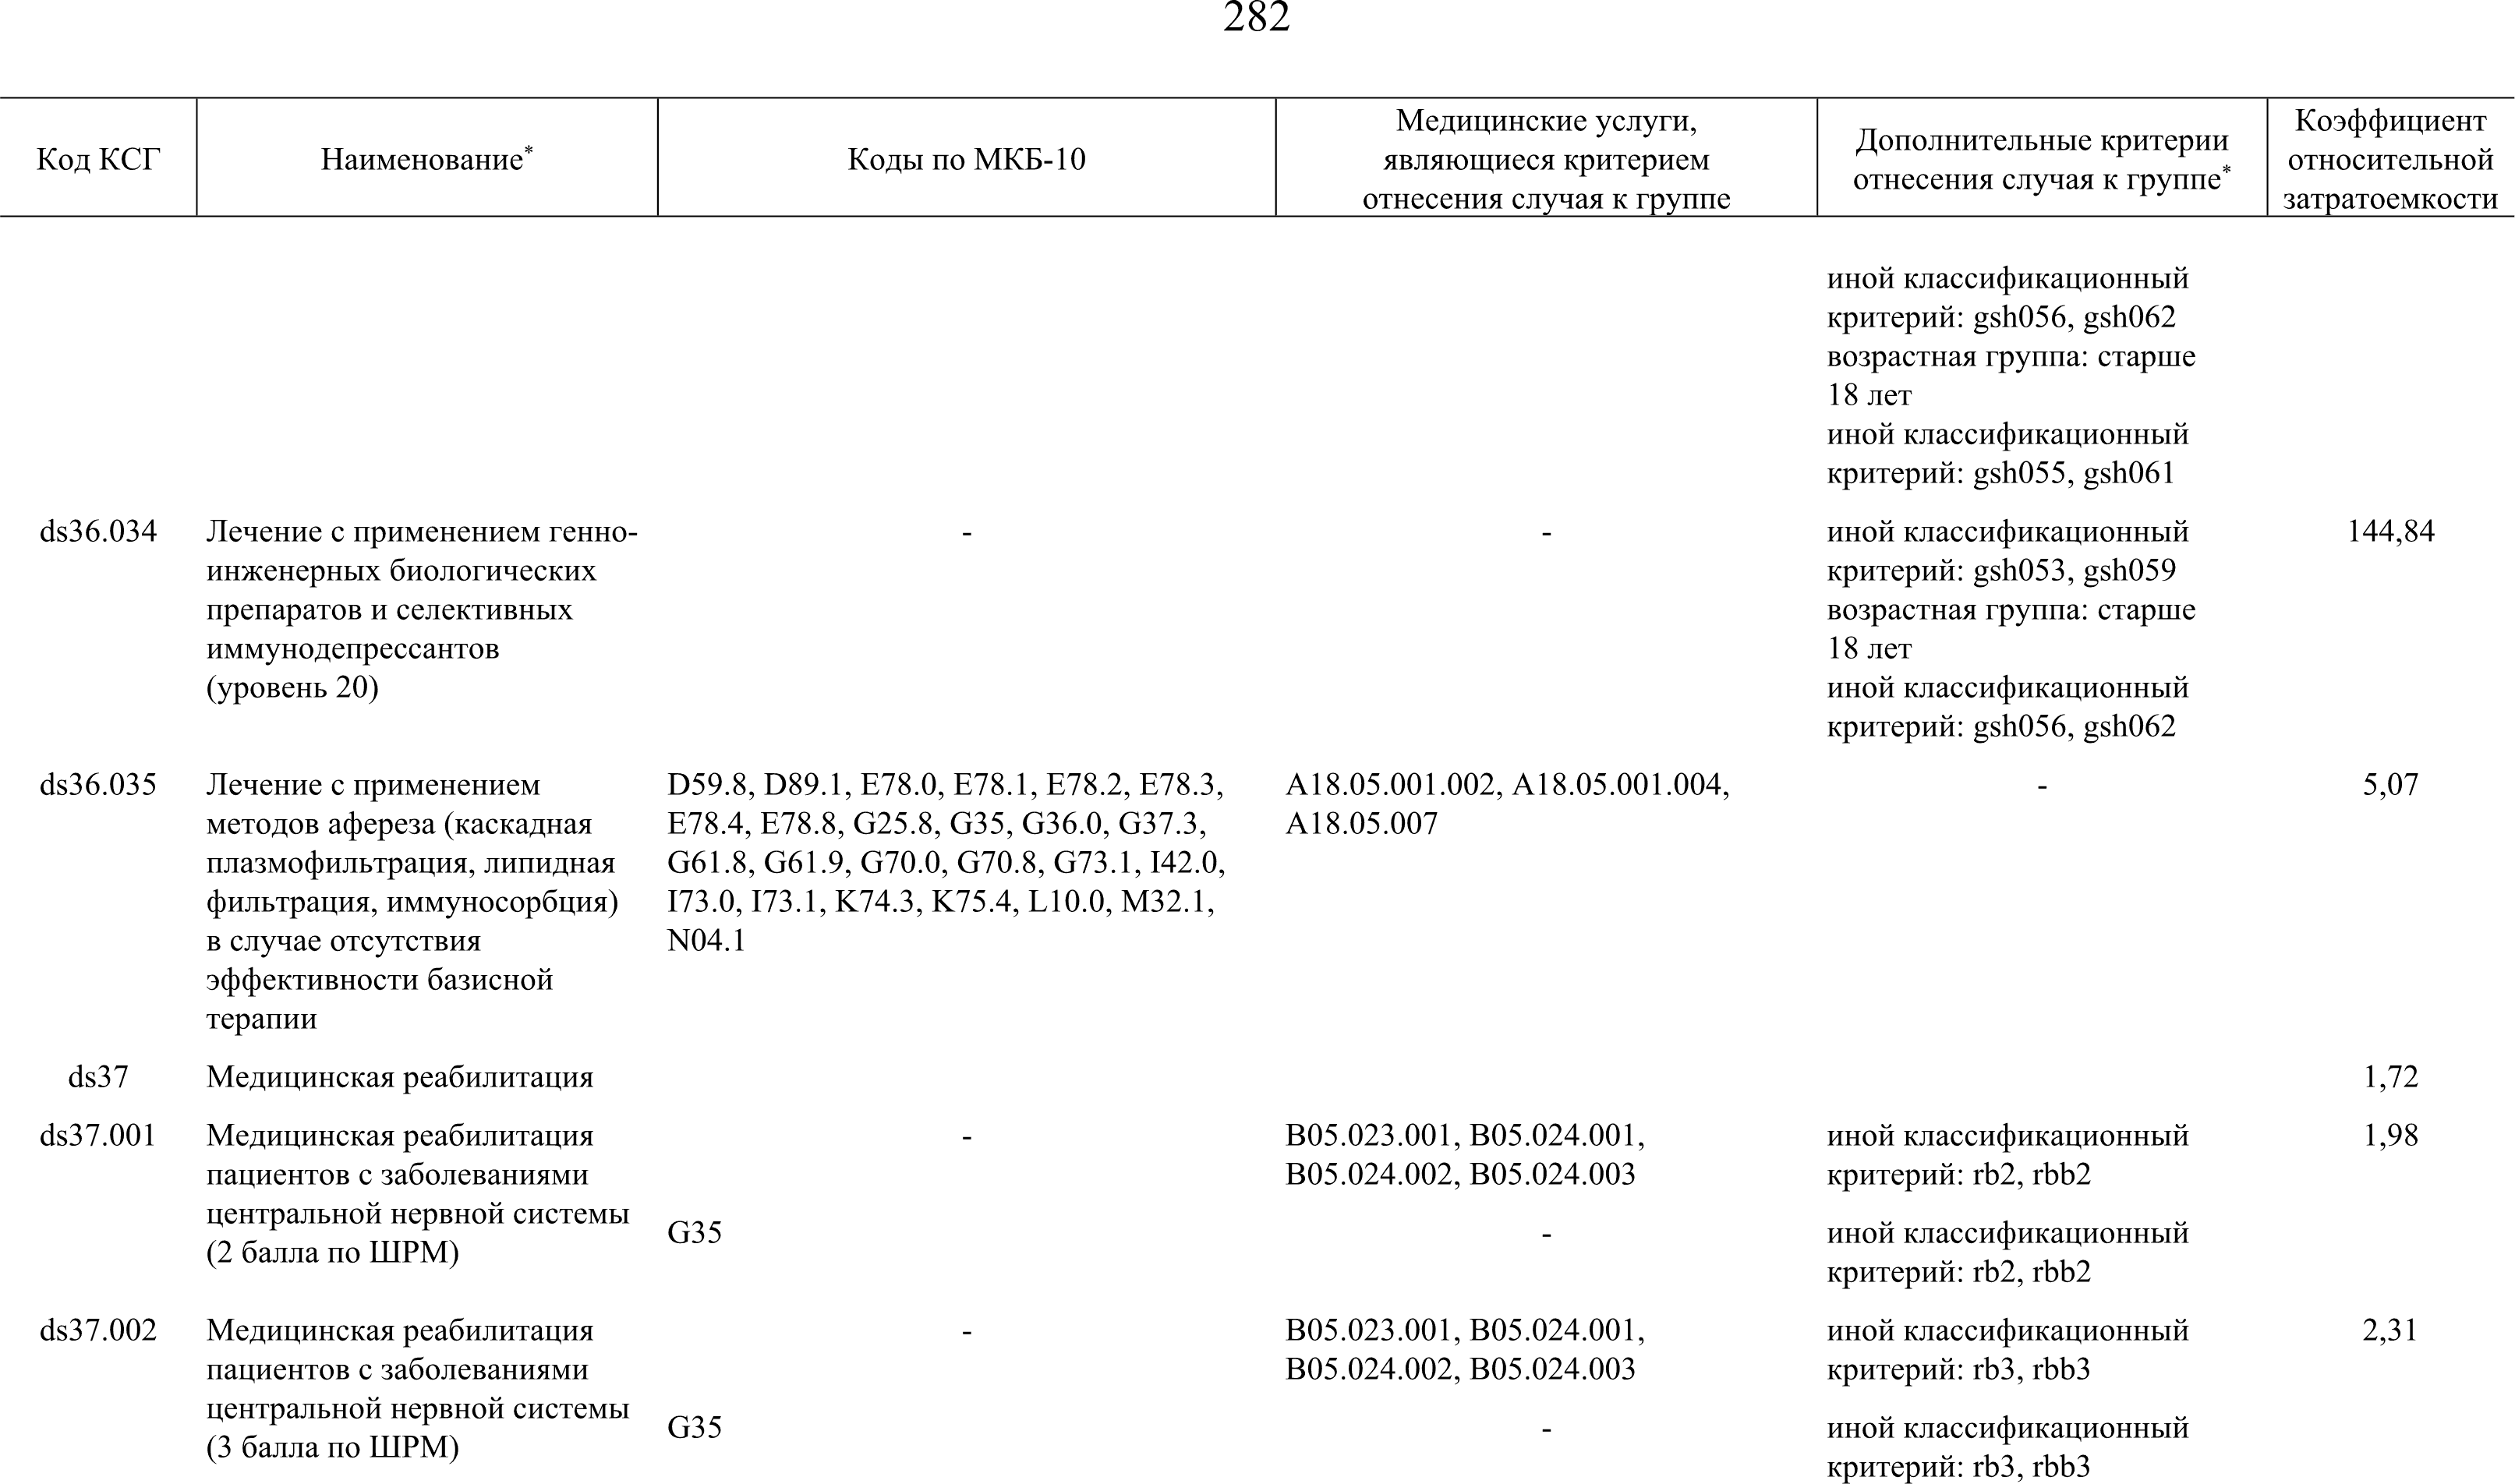 282
Код КСГ
Наименование*
Коды по МКБ-10
Медицинские услуги,
являющиеся критерием
отнесения случая к группе
Дополнительные критерии
отнесения случая к группе*
Коэффициент
относительной
затратоемкости
иной классификационный
критерий: gsh056, gsh062
возрастная группа: старше
18 лет
иной классификационный
критерий: gsh055, gsh061
ds36.034
Лечение с применением генно-
инженерных биологических
препаратов и селективных
иммунодепрессантов
(уровень 20)
-
-
иной классификационный
критерий: gsh053, gsh059
возрастная группа: старше
18 лет
иной классификационный
критерий: gsh056, gsh062
144,84
ds36.035
Лечение с применением
методов афереза (каскадная
плазмофильтрация, липидная
фильтрация, иммуносорбция)
в случае отсутствия
эффективности базисной
терапии
D59.8, D89.1, E78.0, E78.1, E78.2, E78.3,
E78.4, E78.8, G25.8, G35, G36.0, G37.3,
G61.8, G61.9, G70.0, G70.8, G73.1, I42.0,
I73.0, I73.1, K74.3, K75.4, L10.0, M32.1,
N04.1
A18.05.001.002, A18.05.001.004,
A18.05.007
-
5,07
ds37
Медицинская реабилитация
1,72
ds37.001
Медицинская реабилитация
пациентов с заболеваниями
центральной нервной системы
(2 балла по ШРМ)
-
B05.023.001, B05.024.001,
B05.024.002, B05.024.003
иной классификационный
критерий: rb2, rbb2
1,98
G35
-
иной классификационный
критерий: rb2, rbb2
ds37.002
Медицинская реабилитация
пациентов с заболеваниями
центральной нервной системы
(3 балла по ШРМ)
-
B05.023.001, B05.024.001,
B05.024.002, B05.024.003
иной классификационный
критерий: rb3, rbb3
2,31
G35
-
иной классификационный
критерий: rb3, rbb3